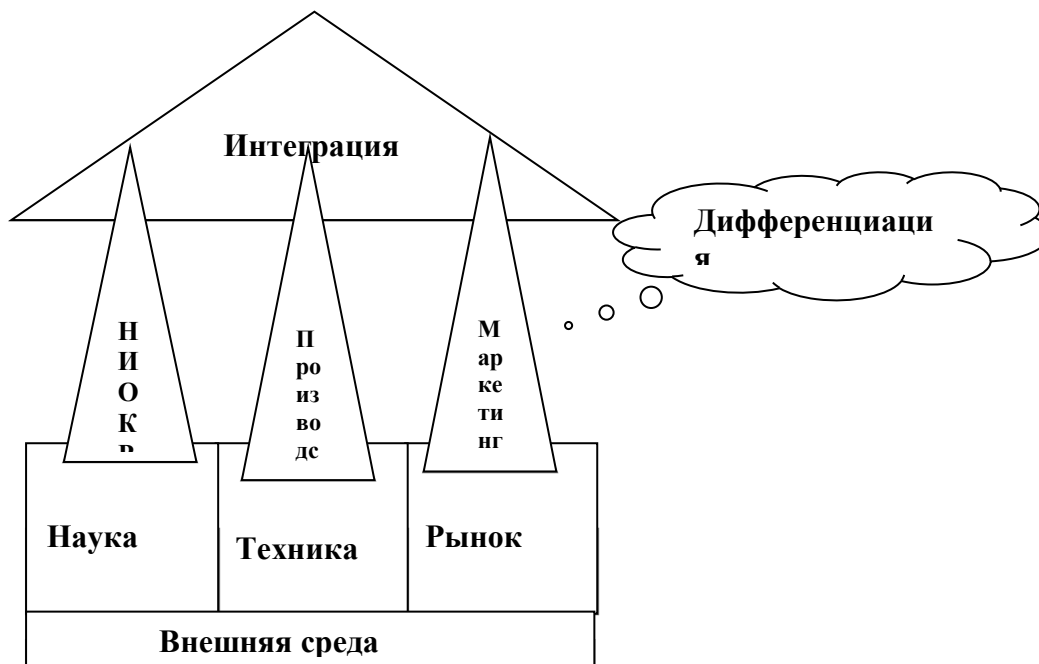 Интеграция
Дифференциаци
я
Н
И
О
К
Р
П
ро
из
во
дс
М
ар
ке
ти
нг
Наука
Техника
Рынок
Внешняя среда